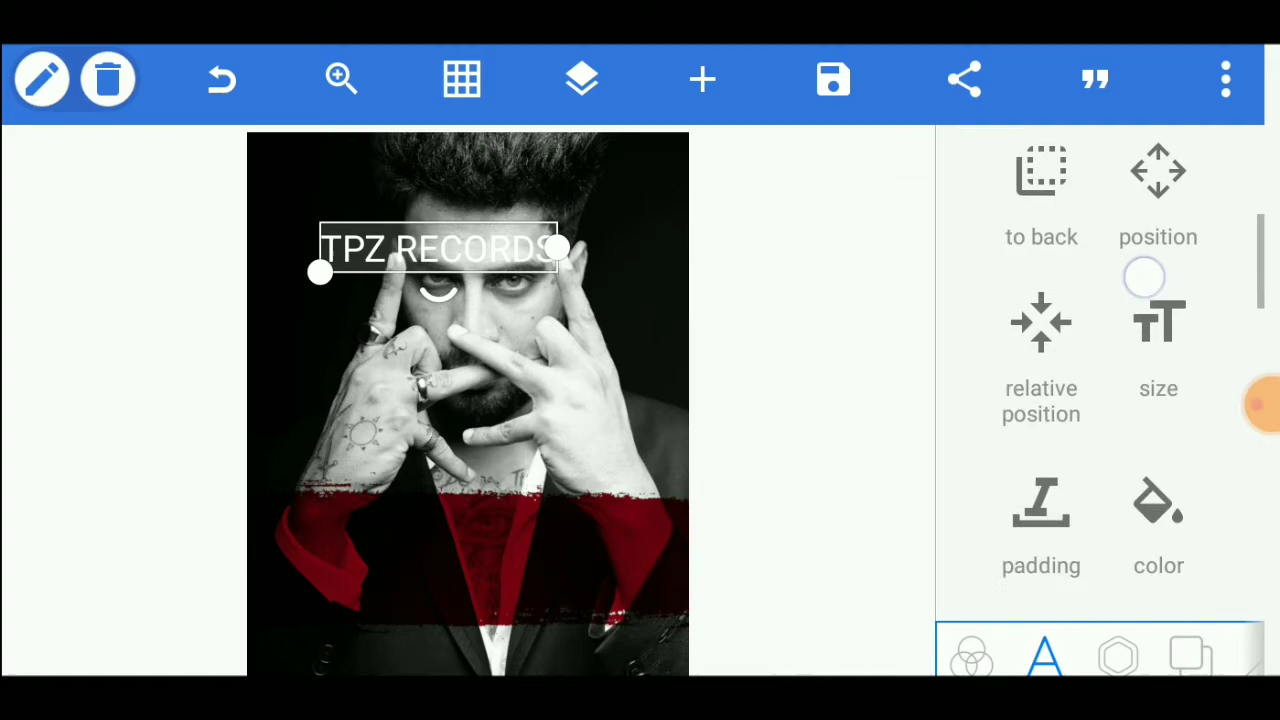 TPZ RECORDS
to back
position
relative
position
size
padding
color